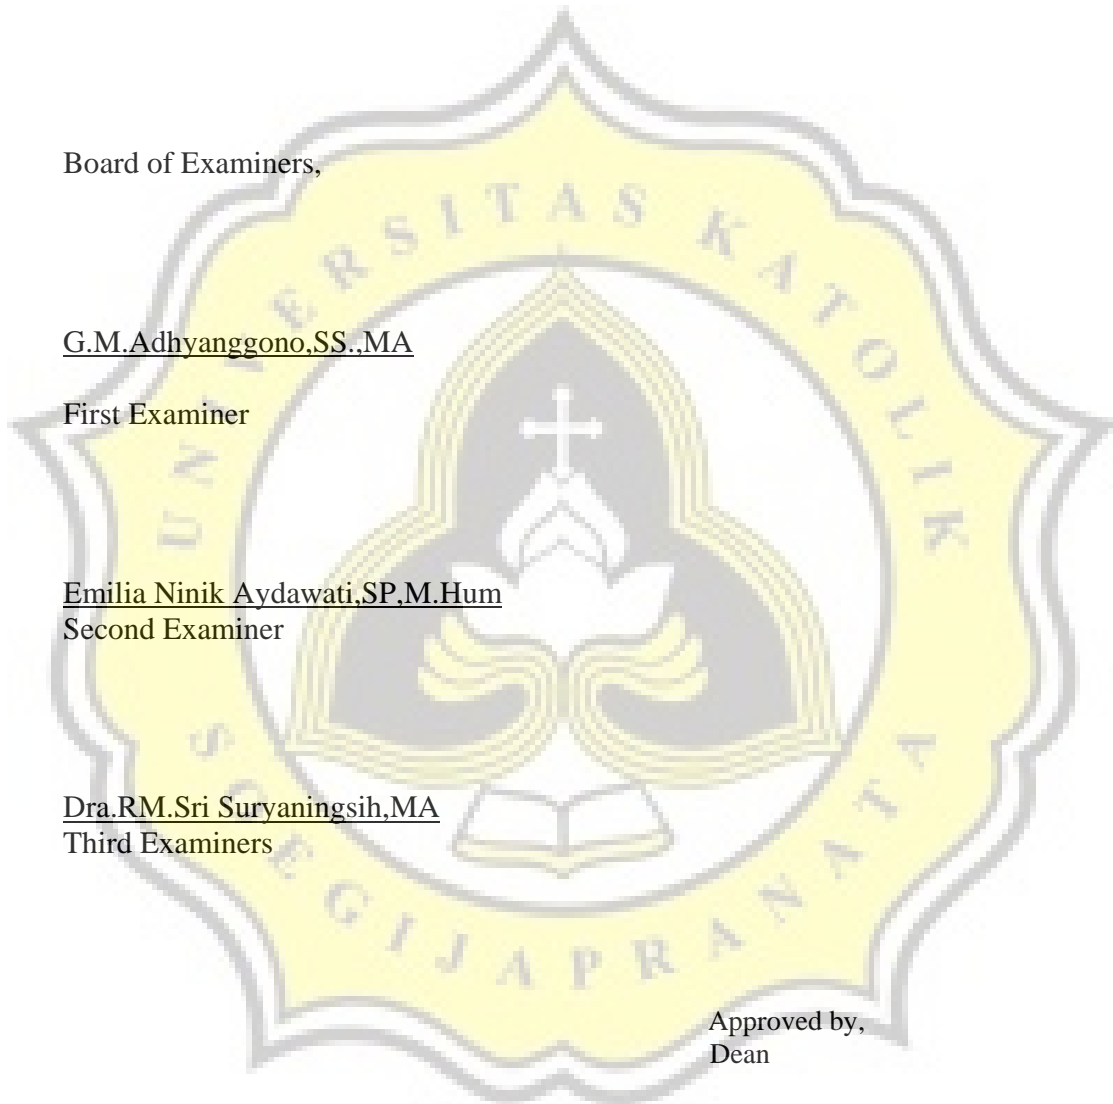 Board of Examiners,
G.M.Adhyanggono,SS.,MA
First Examiner
Emilia Ninik Aydawati,SP,M.Hum
Second Examiner
Dra.RM.Sri Suryaningsih,MA
Third Examiners
Approved by,
Dean
UNIVERSITAS KATOLIK
SOEGIJAPRANATA